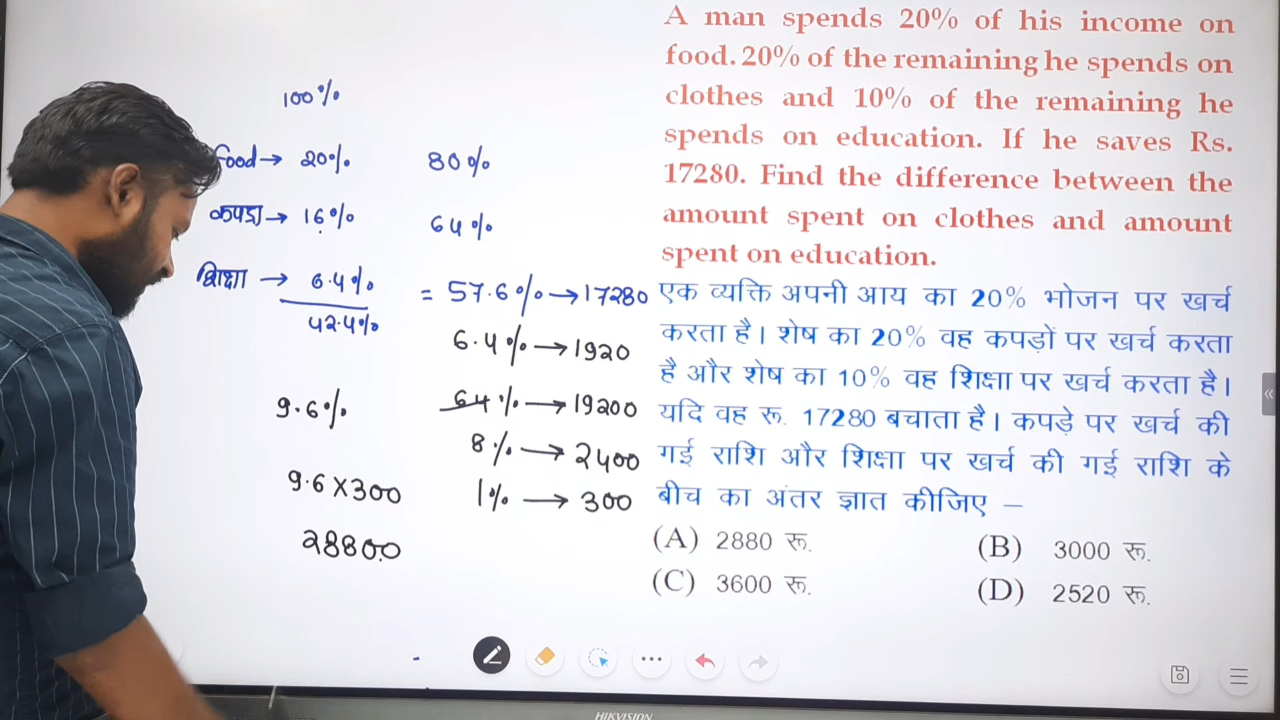 A man spends 20% of his income on
food. 20% of the remaining he spends on
clothes and 10% of the remaining he
spends on education. If he saves Rs.
17280. Find the difference between the
amount spent on clothes and amount
spent on education.
एक व्यक्ति अपनी आय का 20% भोजन पर खर्च
करता है। शेष का 20% वह कपड़ों पर खर्च करता
है और शेष का 10% वह शिक्षा पर खर्च करता है।
यदि वह रू. 17280 बचाता है। कपड़े पर खर्च की
गई राशि और शिक्षा पर खर्च की गई राशि के
बीच का अंतर ज्ञात कीजिए –
(A) 2880 रू.
(B) 3000 रू.
(C) 3600 रू.
(D) 2520 रू.
100%
food → 20% 80%
कपड़ा → 16% 64%
शिक्षा → 6.4% = 57.6% → 17280
42.4%
6.4% → 1920
9.6% 64% → 19200
8% → 2400
9.6 × 300 1% → 300
2880.0
HIKVISION